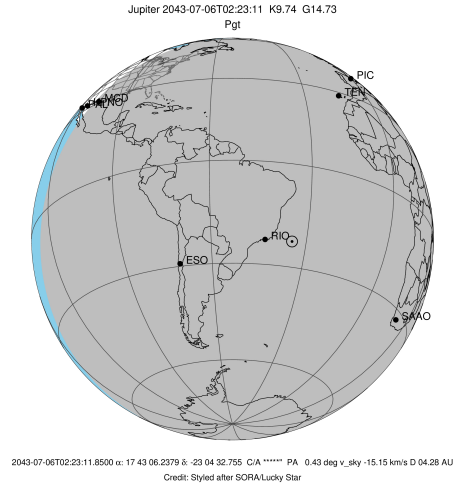 Jupiter 2043-07-06T02:23:11 K9.74 G14.73
Pgt
PIC
TEN
MCD
RIO
ESO
SAAO
2043-07-06T02:23:11.8500 α: 17 43 06.2379 δ: -23 04 32.755 C/A *****" PA 0.43 deg v_sky -15.15 km/s D 04.28 AU
Credit: Styled after SORA/Lucky Star